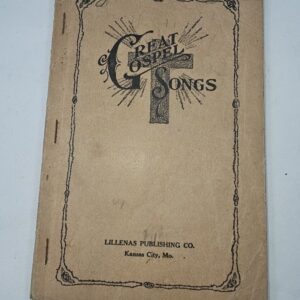 GREAT
GOSPEL
SONGS
LILLENAS PUBLISHING CO.
KANSAS CITY, MO.